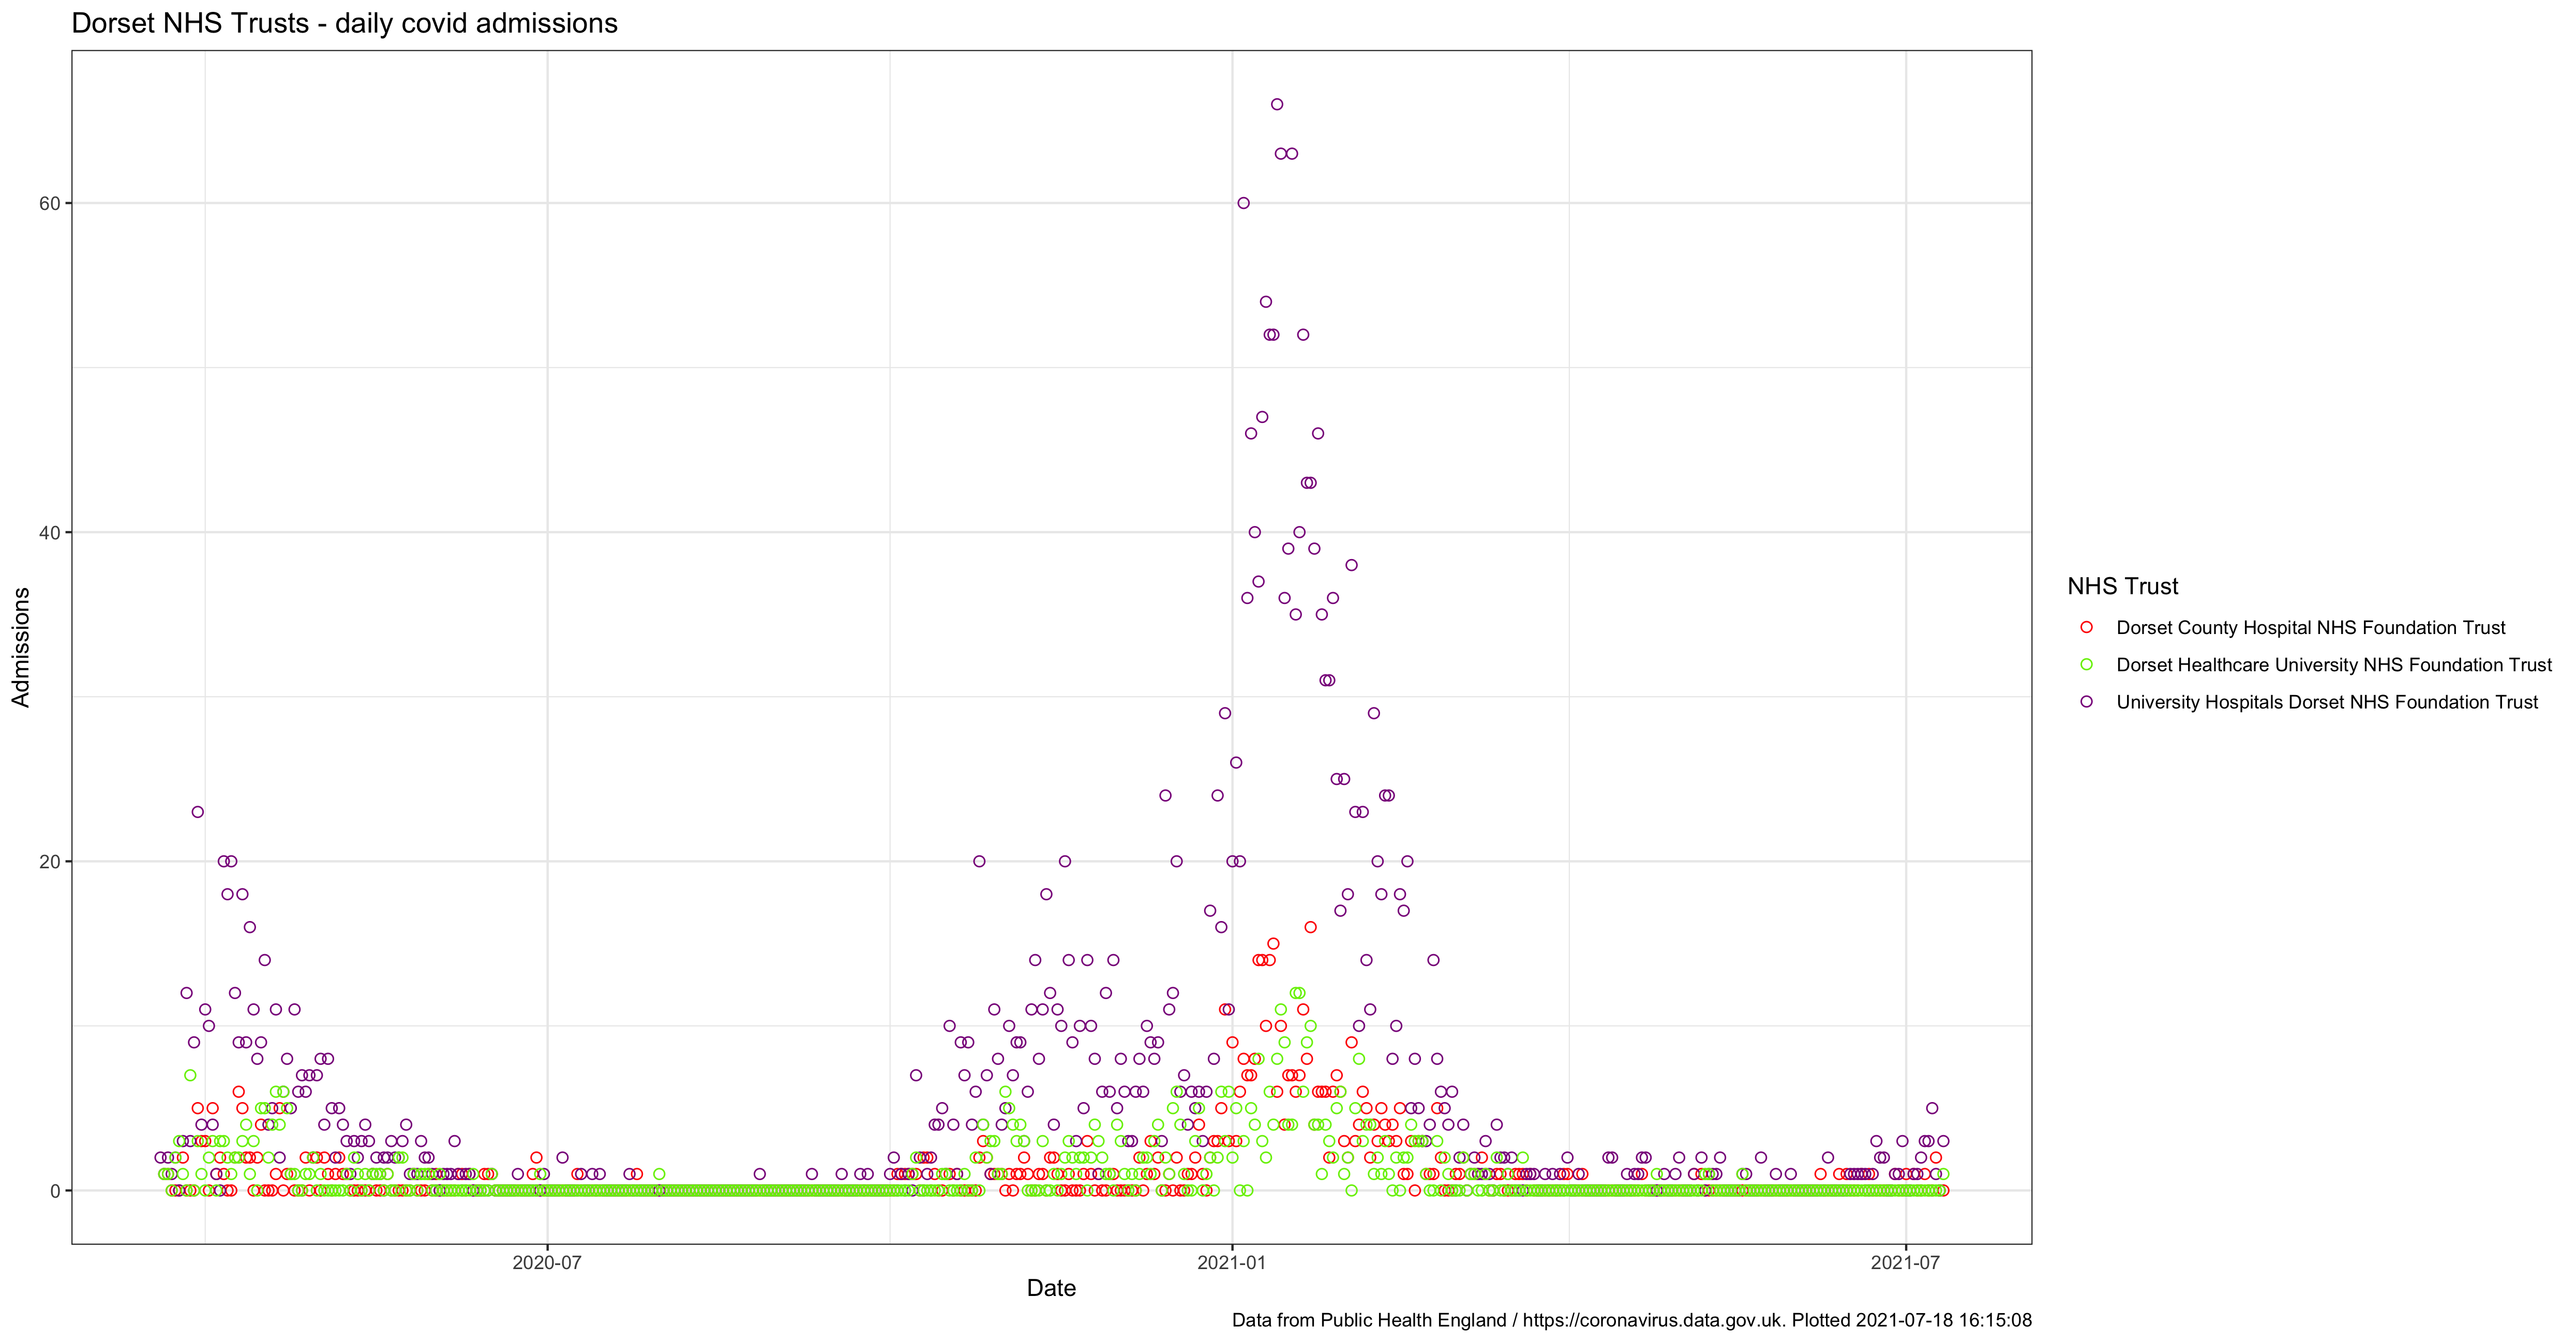 Dorset NHS Trusts - daily covid admissions
Admissions
60
40
20
0
2020-07
2021-01
2021-07
Date
NHS Trust
Dorset County Hospital NHS Foundation Trust
Dorset Healthcare University NHS Foundation Trust
University Hospitals Dorset NHS Foundation Trust
Data from Public Health England / https://coronavirus.data.gov.uk. Plotted 2021-07-18 16:15:08